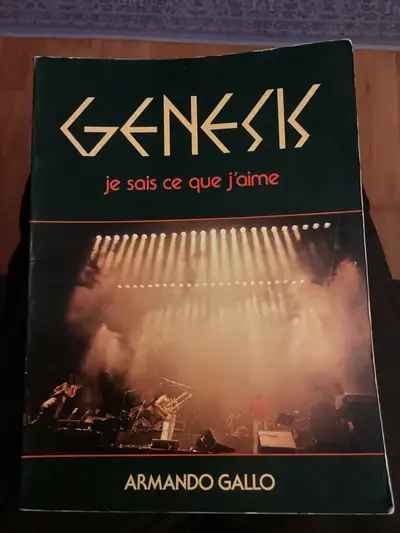 GENESIS
je sais ce que j'aime
ARMANDO GALLO